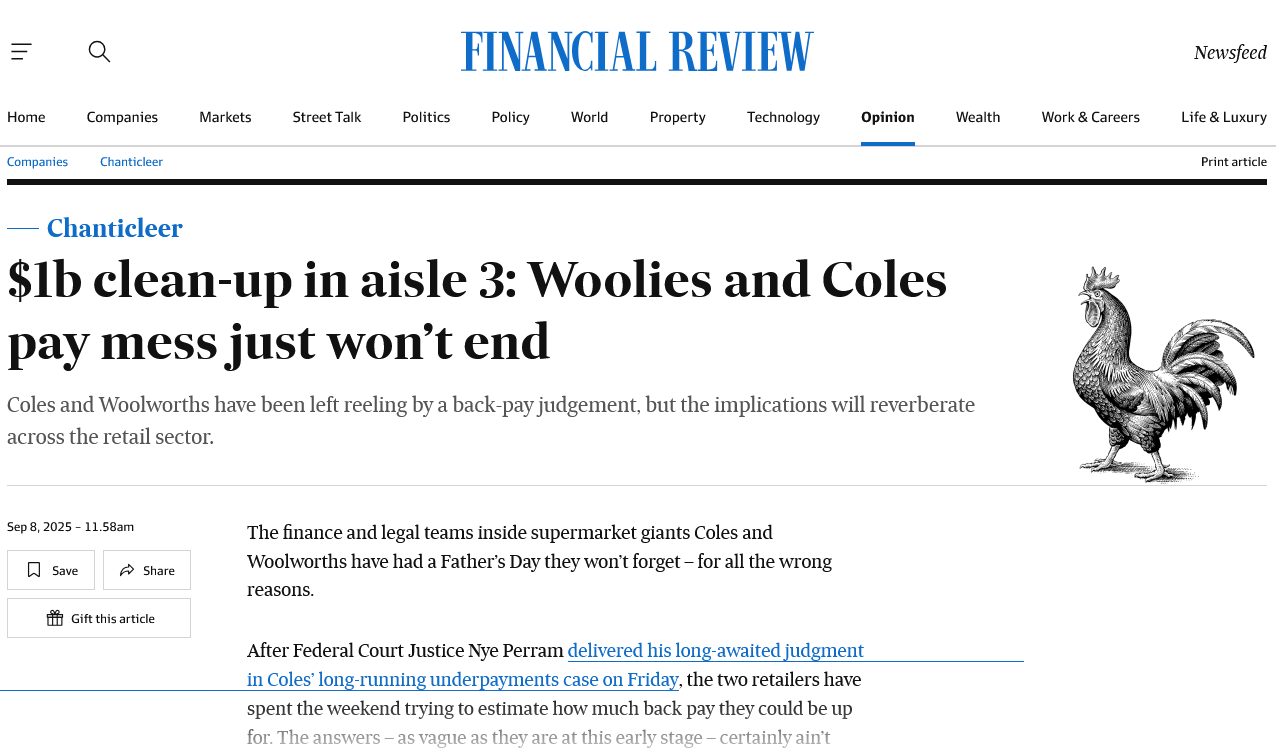 FINANCIAL REVIEW
Newsfeed
Home Companies Markets Street Talk Politics Policy World Property Technology Opinion Wealth Work & Careers Life & Luxury
Companies Chanticleer Print article
Chanticleer
$1b clean-up in aisle 3: Woolies and Coles
pay mess just won’t end
Coles and Woolworths have been left reeling by a back-pay judgement, but the implications will reverberate
across the retail sector.
Sep 8, 2025 – 11.58am
Save Share
Gift this article
The finance and legal teams inside supermarket giants Coles and
Woolworths have had a Father’s Day they won’t forget – for all the wrong
reasons.
After Federal Court Justice Nye Perram delivered his long-awaited judgment
in Coles’ long-running underpayments case on Friday, the two retailers have
spent the weekend trying to estimate how much back pay they could be up
for. The answers – as vague as they are at this early stage – certainly ain’t